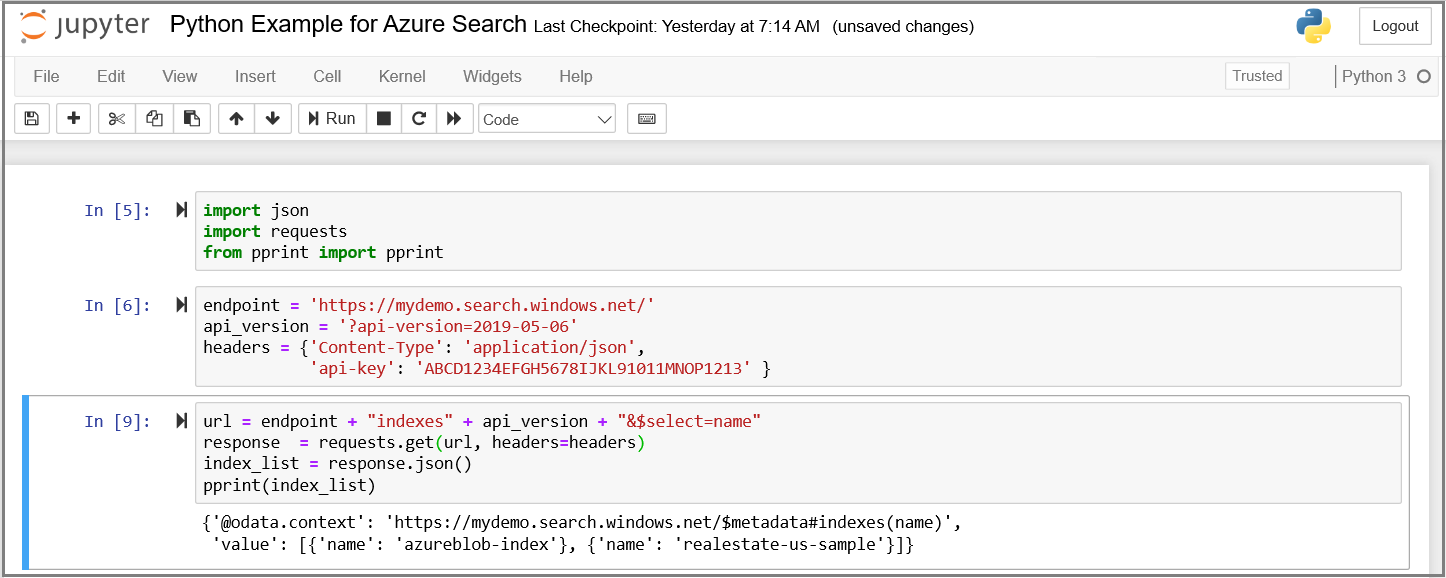 jupyter Python Example for Azure Search Last Checkpoint: Yesterday at 7:14 AM (unsaved changes) Logout
File Edit View Insert Cell Kernel Widgets Help Trusted Python 3
Run Code
In [5]: import json
import requests
from pprint import pprint
In [6]: endpoint = 'https://mydemo.search.windows.net/'
api_version = '?api-version=2019-05-06'
headers = {'Content-Type': 'application/json',
'api-key': 'ABCD1234EFGH5678IJKL91011MNOP1213' }
In [9]: url = endpoint + "indexes" + api_version + "&$select=name"
response  = requests.get(url, headers=headers)
index_list = response.json()
pprint(index_list)
{'@odata.context': 'https://mydemo.search.windows.net/$metadata#indexes(name)',
'value': [{'name': 'azureblob-index'}, {'name': 'realestate-us-sample'}]}